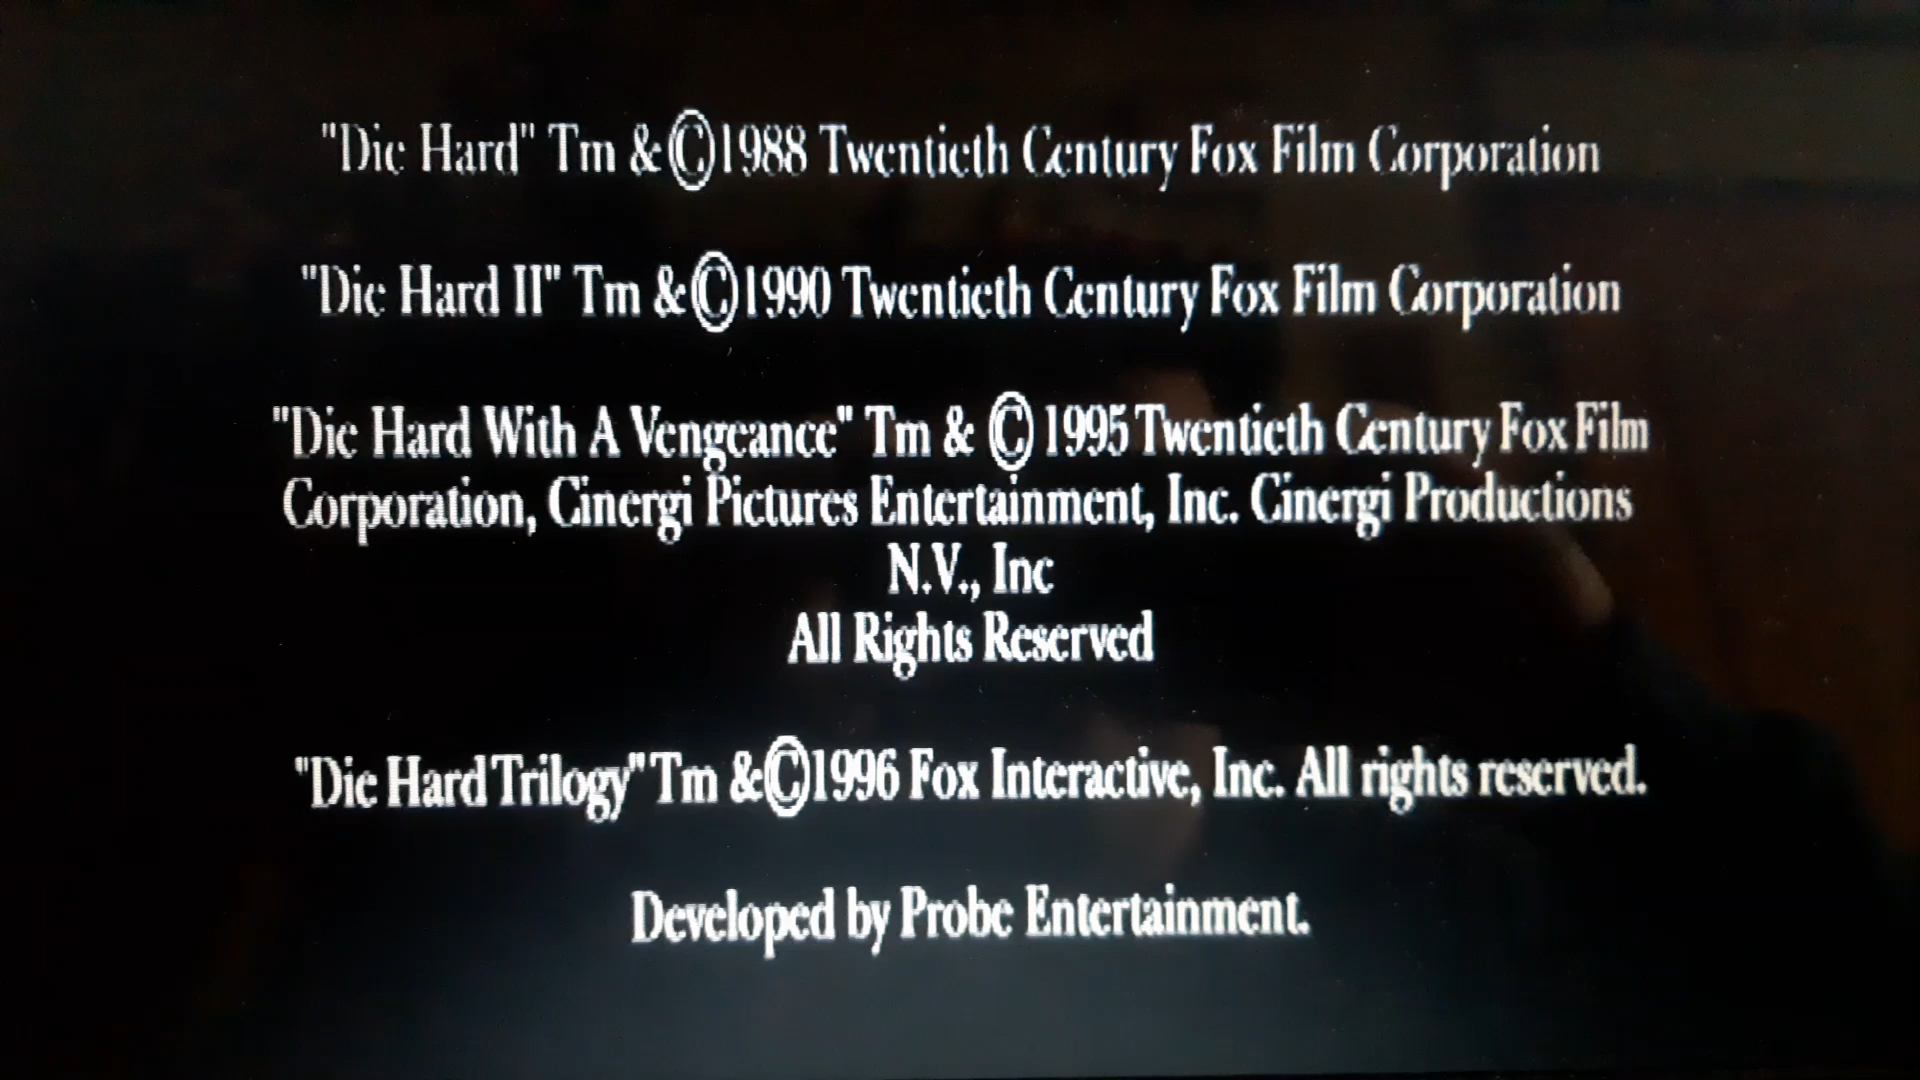 "Die Hard" Tm &©1988 Twentieth Century Fox Film Corporation
"Die Hard II" Tm &©1990 Twentieth Century Fox Film Corporation
"Die Hard With A Vengeance" Tm & © 1995 Twentieth Century Fox Film
Corporation, Cinergi Pictures Entertainment, Inc. Cinergi Productions
N.V., Inc
All Rights Reserved
"Die Hard Trilogy" Tm &©1996 Fox Interactive, Inc. All rights reserved.
Developed by Probe Entertainment.